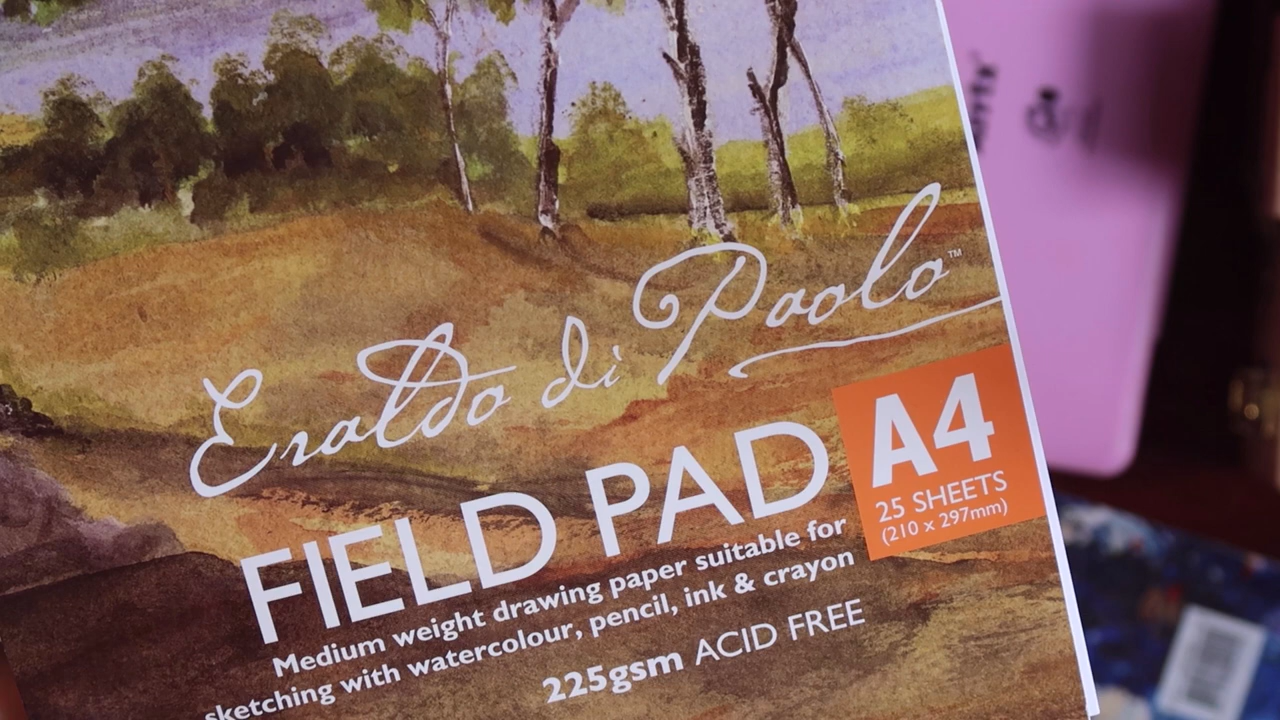 Eraldo di Paolo™
FIELD PAD
Medium weight drawing paper suitable for
sketching with watercolour, pencil, ink & crayon
225gsm ACID FREE
A4
25 SHEETS
(210 x 297mm)